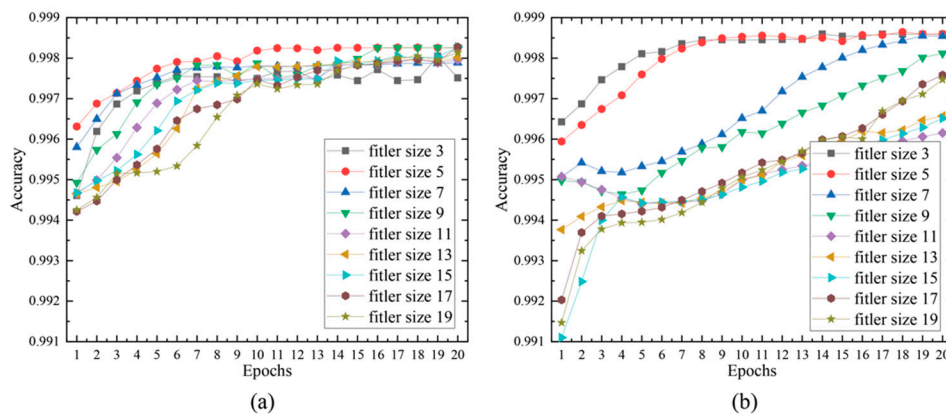 0.999
0.998
0.997
0.996
0.995
0.994
0.993
0.992
0.991
Accuracy
fitler size 3
fitler size 5
fitler size 7
fitler size 9
fitler size 11
fitler size 13
fitler size 15
fitler size 17
fitler size 19
1 2 3 4 5 6 7 8 9 10 11 12 13 14 15 16 17 18 19 20
Epochs
(a)
0.999
0.998
0.997
0.996
0.995
0.994
0.993
0.992
0.991
Accuracy
fitler size 3
fitler size 5
fitler size 7
fitler size 9
fitler size 11
fitler size 13
fitler size 15
fitler size 17
fitler size 19
1 2 3 4 5 6 7 8 9 10 11 12 13 14 15 16 17 18 19 20
Epochs
(b)